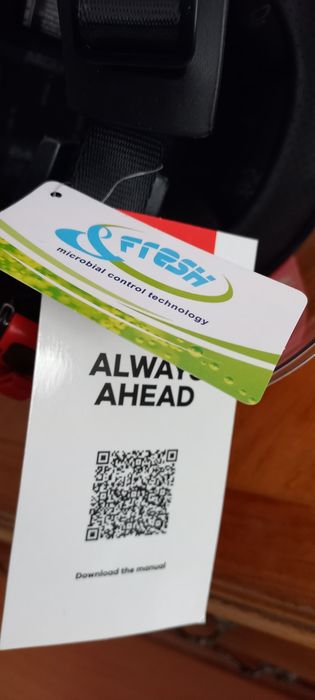 &FRESH
microbial control technology
ALWAYS
AHEAD
Download the manual